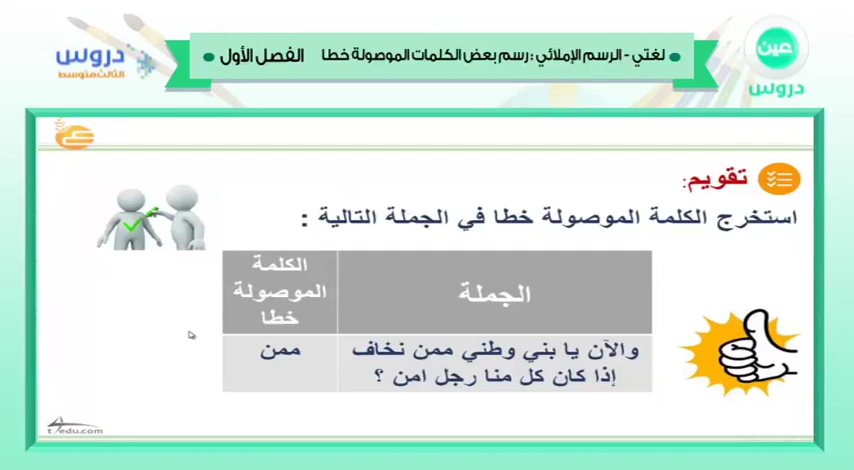 عين
دروس
لغتي - الرسم الإملائي : رسم بعض الكلمات الموصولة خطا الفصل الأول
دروس
الثالث متوسط
تقويم:
استخرج الكلمة الموصولة خطا في الجملة التالية :
الجملة
الكلمة
الموصولة
خطا
والآن يا بني وطني ممن نخاف
إذا كان كل منا رجل امن ؟
ممن
t4edu.com